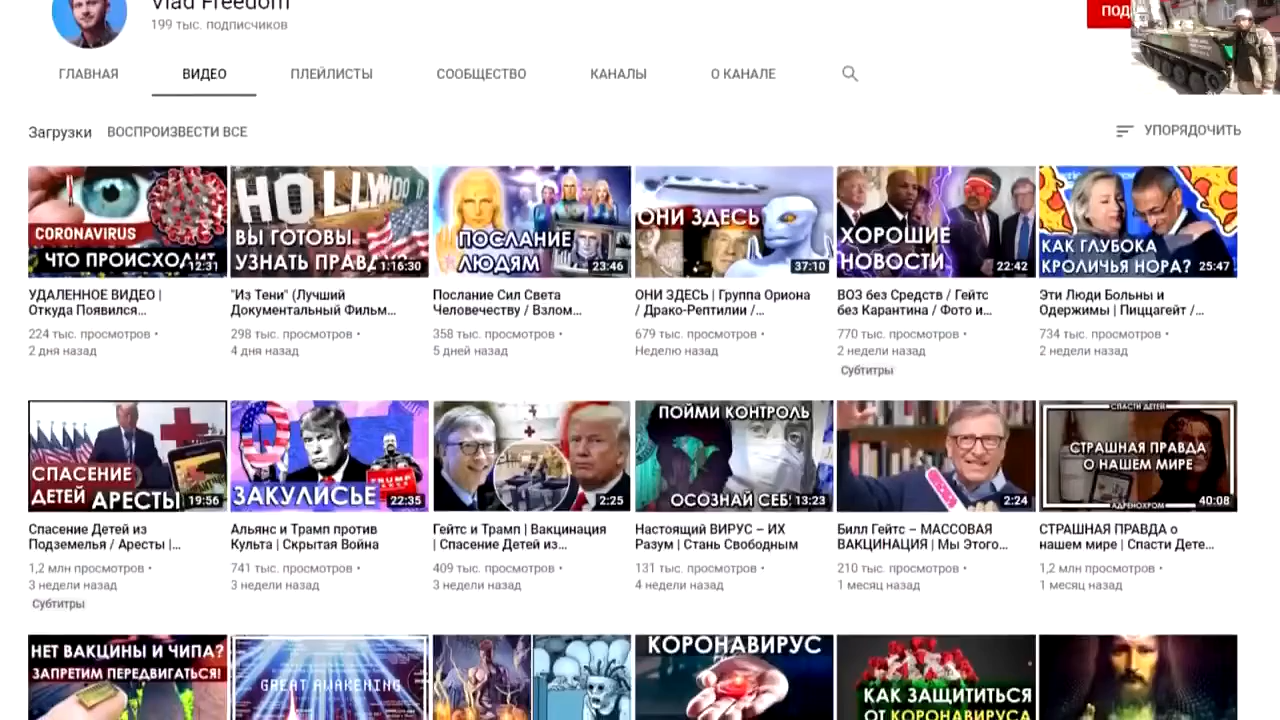 Vlad Freedom
199 тыс. подписчиков
ГЛАВНАЯ ВИДЕО ПЛЕЙЛИСТЫ СООБЩЕСТВО КАНАЛЫ О КАНАЛЕ
Загрузки ВОСПРОИЗВЕСТИ ВСЕ УПОРЯДОЧИТЬ
CORONAVIRUS
ЧТО ПРОИСХОДИТ
12:31
HOLLYWOOD
ВЫ ГОТОВЫ
УЗНАТЬ ПРАВДУ
1:16:30
ПОСЛАНИЕ
ЛЮДЯМ
23:46
ОНИ ЗДЕСЬ
37:10
ХОРОШИЕ
НОВОСТИ
22:42
КАК ГЛУБОКА
КРОЛИЧЬЯ НОРА?
25:47
УДАЛЕННОЕ ВИДЕО |
Откуда Появился...
224 тыс. просмотров •
2 дня назад
"Из Тени" (Лучший
Документальный Фильм...
298 тыс. просмотров •
4 дня назад
Послание Сил Света
Человечеству / Взлом...
358 тыс. просмотров •
5 дней назад
ОНИ ЗДЕСЬ | Группа Ориона
/ Драко-Рептилии /...
679 тыс. просмотров •
Неделю назад
ВОЗ без Средств / Гейтс
без Карантина / Фото и...
770 тыс. просмотров •
2 недели назад
Субтитры
Эти Люди Больны и
Одержимы | Пиццагейт /...
734 тыс. просмотров •
2 недели назад
СПАСЕНИЕ
ДЕТЕЙ АРЕСТЫ
19:56
ЗАКУЛИСЬЕ
TRUMP
22:35
2:25
ПОЙМИ КОНТРОЛЬ
ОСОЗНАЙ СЕБЯ!
13:23
2:24
СПАСТИ ДЕТЕЙ
СТРАШНАЯ ПРАВДА
О НАШЕМ МИРЕ
АДРЕНОХРОМ
40:08
Спасение Детей из
Подземелья / Аресты |...
1,2 млн просмотров •
3 недели назад
Субтитры
Альянс и Трамп против
Культа | Скрытая Война
741 тыс. просмотров •
3 недели назад
Гейтс и Трамп | Вакцинация
| Спасение Детей из...
409 тыс. просмотров •
3 недели назад
Настоящий ВИРУС – ИХ
Разум | Стань Свободным
131 тыс. просмотров •
4 недели назад
Билл Гейтс – МАССОВАЯ
ВАКЦИНАЦИЯ | Мы Этого...
210 тыс. просмотров •
1 месяц назад
СТРАШНАЯ ПРАВДА о
нашем мире | Спасти Дете...
1,2 млн просмотров •
1 месяц назад
НЕТ ВАКЦИНЫ И ЧИПА?
ЗАПРЕТИМ ПЕРЕДВИГАТЬСЯ!
GREAT AWAKENING
КОРОНАВИРУС
КАК ЗАЩИТИТЬСЯ
ОТ КОРОНАВИРУСА